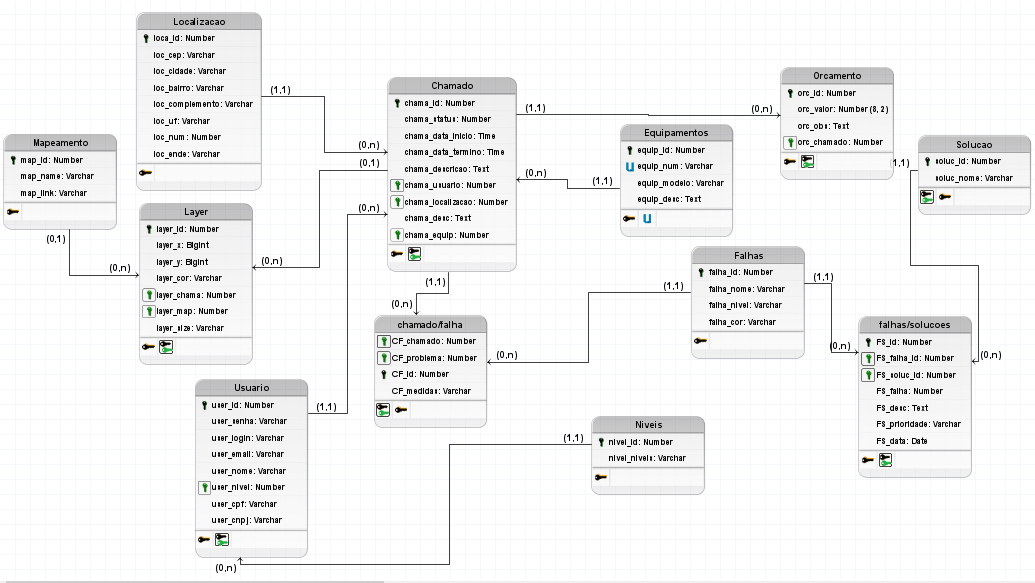 Localizacao
loca_id: Number
loc_cep: Varchar
loc_cidade: Varchar
loc_bairro: Varchar
loc_complemento: Varchar
loc_uf: Varchar
loc_num: Number
loc_ende: Varchar
(1,1)
(0,n)
Mapeamento
map_id: Number
map_name: Varchar
map_link: Varchar
(0,1)
(0,n)
Layer
layer_id: Number
layer_x: Bigint
layer_y: Bigint
layer_cor: Varchar
layer_chama: Number
layer_map: Number
layer_size: Varchar
(0,n)
(0,1)
Chamado
chama_id: Number
chama_status: Number
chama_data_inicio: Time
chama_data_termino: Time
chama_descricao: Text
chama_usuario: Number
chama_localizacao: Number
chama_desc: Text
chama_equip: Number
(0,n)
(1,1)
(0,n)
Orcamento
orc_id: Number
orc_valor: Number (8, 2)
orc_obs: Text
orc_chamado: Number
Equipamentos
equip_id: Number
equip_num: Varchar
equip_modelo: Varchar
equip_desc: Text
(0,n)
(1,1)
Solucao
soluc_id: Number
soluc_nome: Varchar
1,1)
(0,n)
Falhas
falha_id: Number
falha_nome: Varchar
falha_nivel: Varchar
falha_cor: Varchar
(1,1)
(1,1)
(0,n)
(0,n)
(1,1)
(0,n)
chamado/falha
CF_chamado: Number
CF_problema: Number
CF_id: Number
CF_medidas: Varchar
falhas/solucoes
FS_id: Number
FS_falha_id: Number
FS_soluc_id: Number
FS_falha: Number
FS_desc: Text
FS_prioridade: Varchar
FS_data: Date
Usuario
user_id: Number
user_senha: Varchar
user_login: Varchar
user_email: Varchar
user_nome: Varchar
user_nivel: Number
user_cpf: Varchar
user_cnpj: Varchar
(1,1)
(0,n)
Niveis
nivel_id: Number
nivel_niveis: Varchar
(1,1)